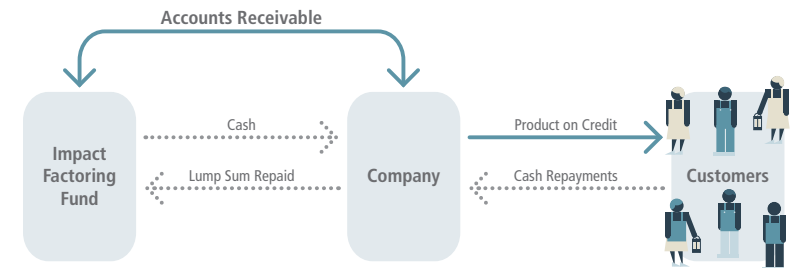 Accounts Receivable
Impact
Factoring
Fund
Cash
Lump Sum Repaid
Company
Product on Credit
Cash Repayments
Customers